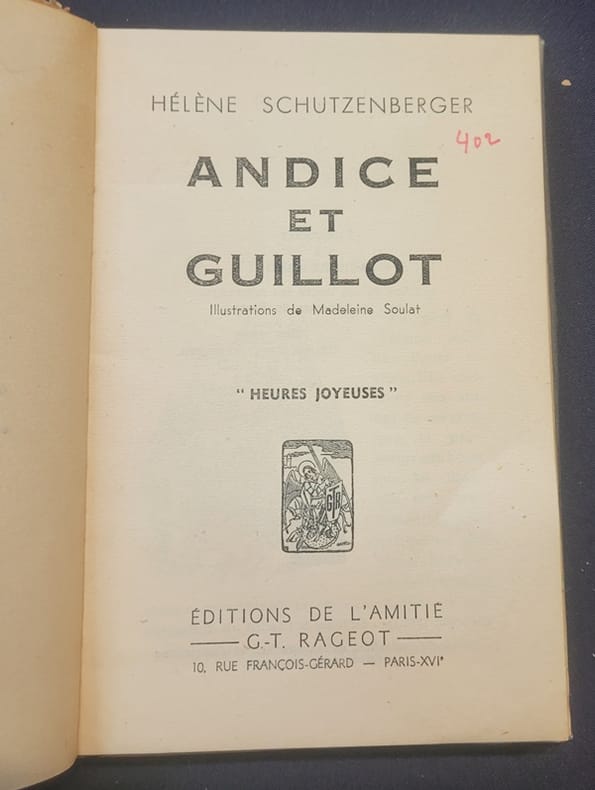 HÉLÈNE SCHUTZENBERGER
402
ANDICE
ET
GUILLOT
Illustrations de Madeleine Soulat
" HEURES JOYEUSES "
GTR
ÉDITIONS DE L'AMITIÉ
G.-T. RAGEOT
10, RUE FRANÇOIS-GÉRARD — PARIS-XVIᵉ